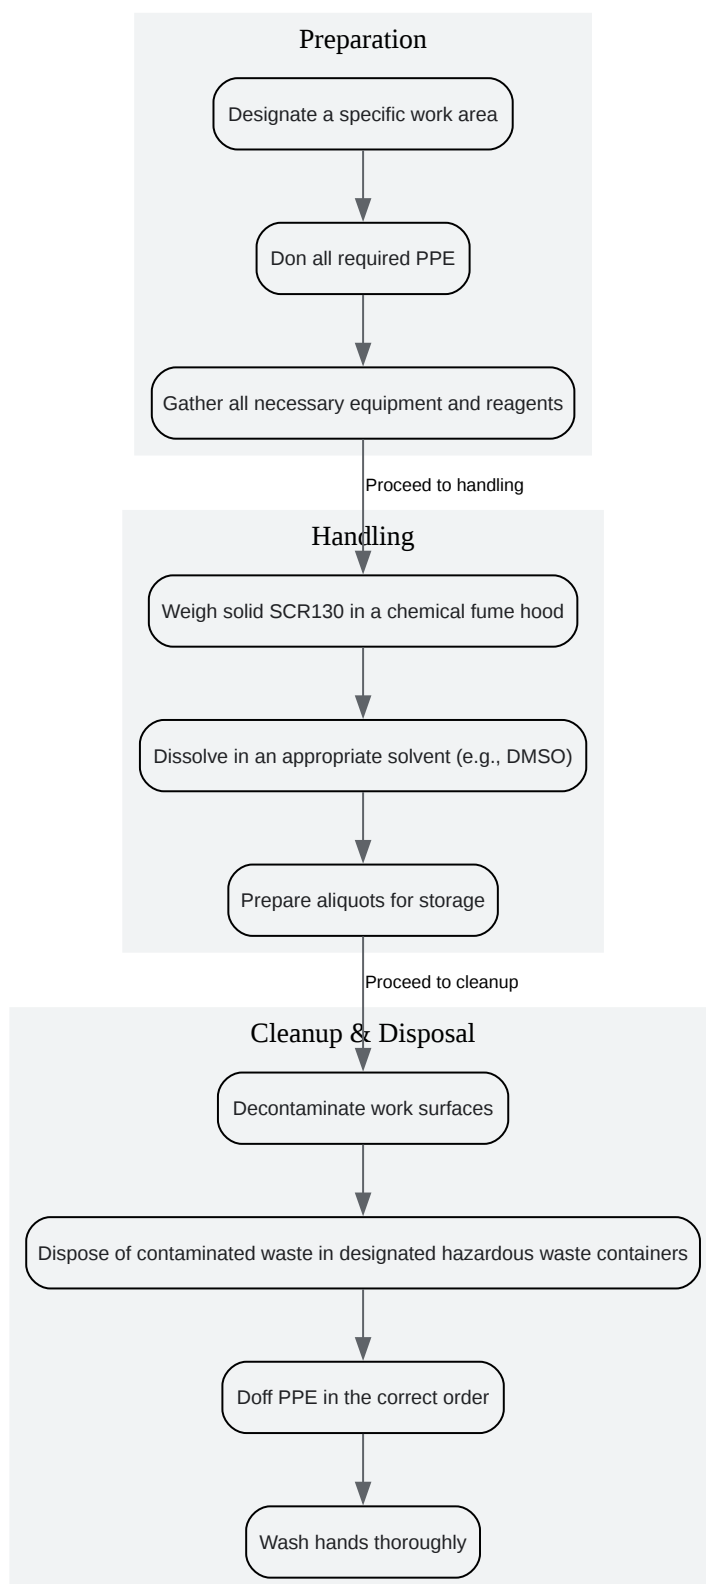 Preparation
Designate a specific work area
Don all required PPE
Gather all necessary equipment and reagents
Proceed to handling
Handling
Weigh solid SCR130 in a chemical fume hood
Dissolve in an appropriate solvent (e.g., DMSO)
Prepare aliquots for storage
Proceed to cleanup
Cleanup & Disposal
Decontaminate work surfaces
Dispose of contaminated waste in designated hazardous waste containers
Doff PPE in the correct order
Wash hands thoroughly